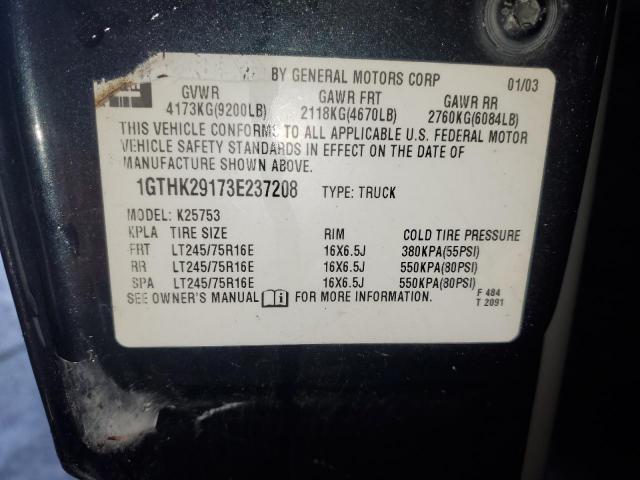 BY GENERAL MOTORS CORP 01/03
GVWR GAWR FRT GAWR RR
4173KG(9200LB) 2118KG(4670LB) 2760KG(6084LB)
THIS VEHICLE CONFORMS TO ALL APPLICABLE U.S. FEDERAL MOTOR
VEHICLE SAFETY STANDARDS IN EFFECT ON THE DATE OF
MANUFACTURE SHOWN ABOVE.
1GTHK29173E237208 TYPE: TRUCK
MODEL: K25753
KPLA TIRE SIZE RIM COLD TIRE PRESSURE
FRT LT245/75R16E 16X6.5J 380KPA(55PSI)
RR LT245/75R16E 16X6.5J 550KPA(80PSI)
SPA LT245/75R16E 16X6.5J 550KPA(80PSI)
SEE OWNER'S MANUAL FOR MORE INFORMATION.
F 484
T 2091